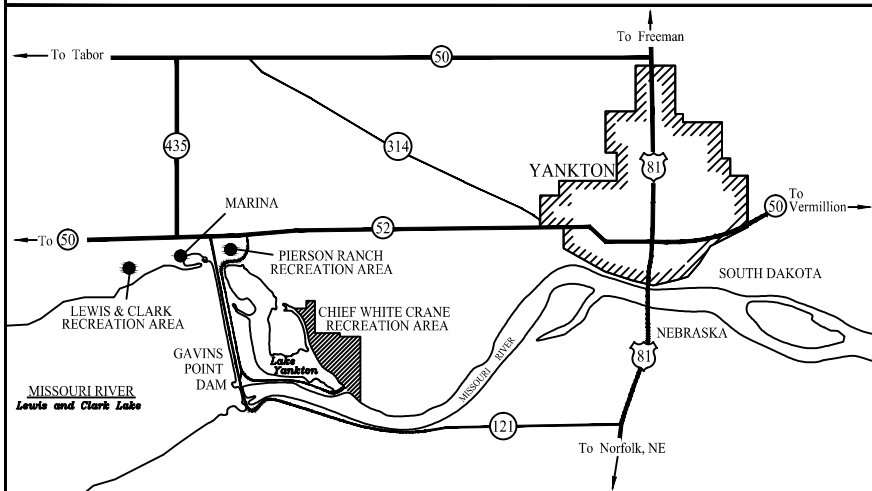 To Freeman
To Tabor
50
435
314
YANKTON
81
To
50
Vermillion
MARINA
52
To 50
PIERSON RANCH
RECREATION AREA
SOUTH DAKOTA
LEWIS & CLARK
RECREATION AREA
CHIEF WHITE CRANE
RECREATION AREA
NEBRASKA
GAVINS
POINT
DAM
Lake
Yankton
MISSOURI RIVER
81
MISSOURI RIVER
Lewis and Clark Lake
121
To Norfolk, NE